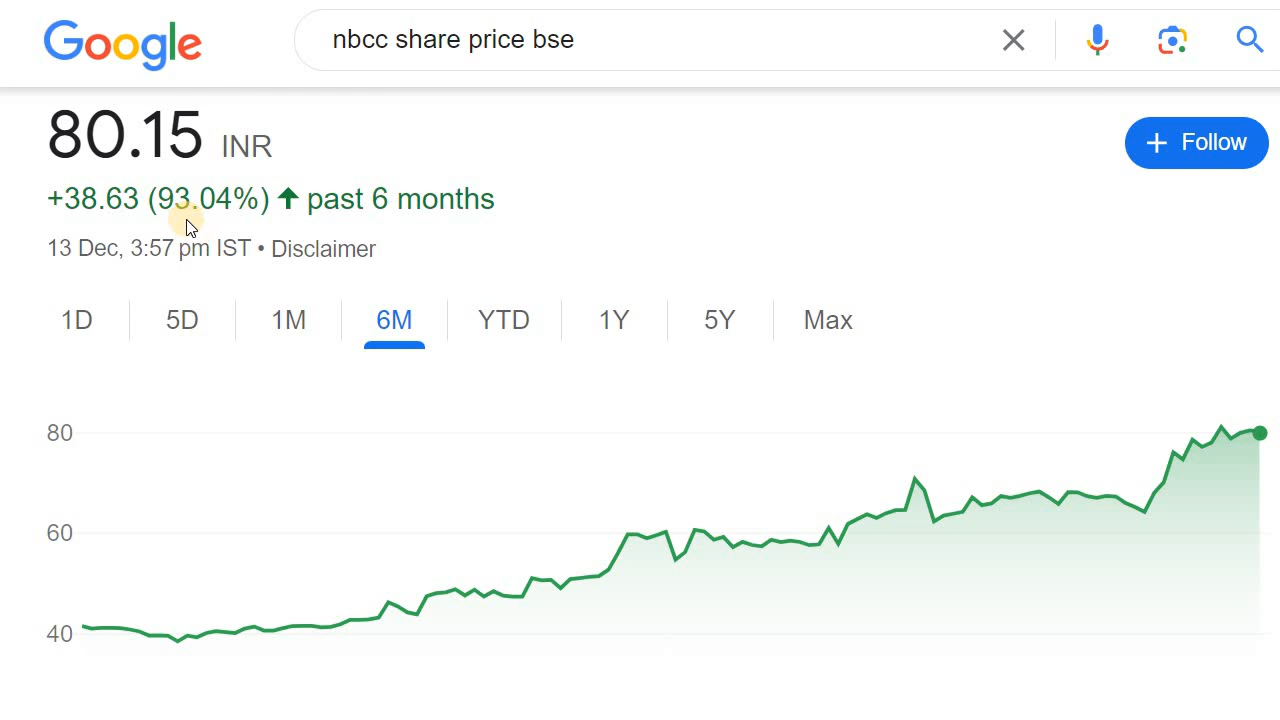 Google
nbcc share price bse
80.15 INR
+ Follow
+38.63 (93.04%) ↑ past 6 months
13 Dec, 3:57 pm IST • Disclaimer
1D 5D 1M 6M YTD 1Y 5Y Max
80
60
40